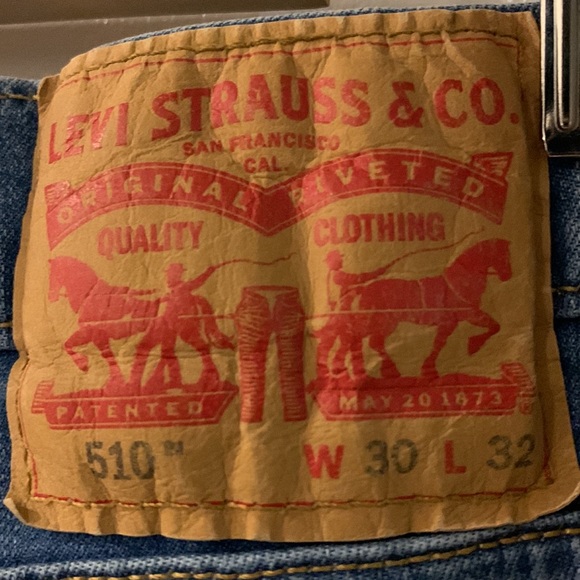 LEVI STRAUSS & CO.
SAN FRANCISCO
CAL.
ORIGINAL RIVETED
QUALITY CLOTHING
PATENTED MAY 20 1873 ®
510™ W 30 L 32